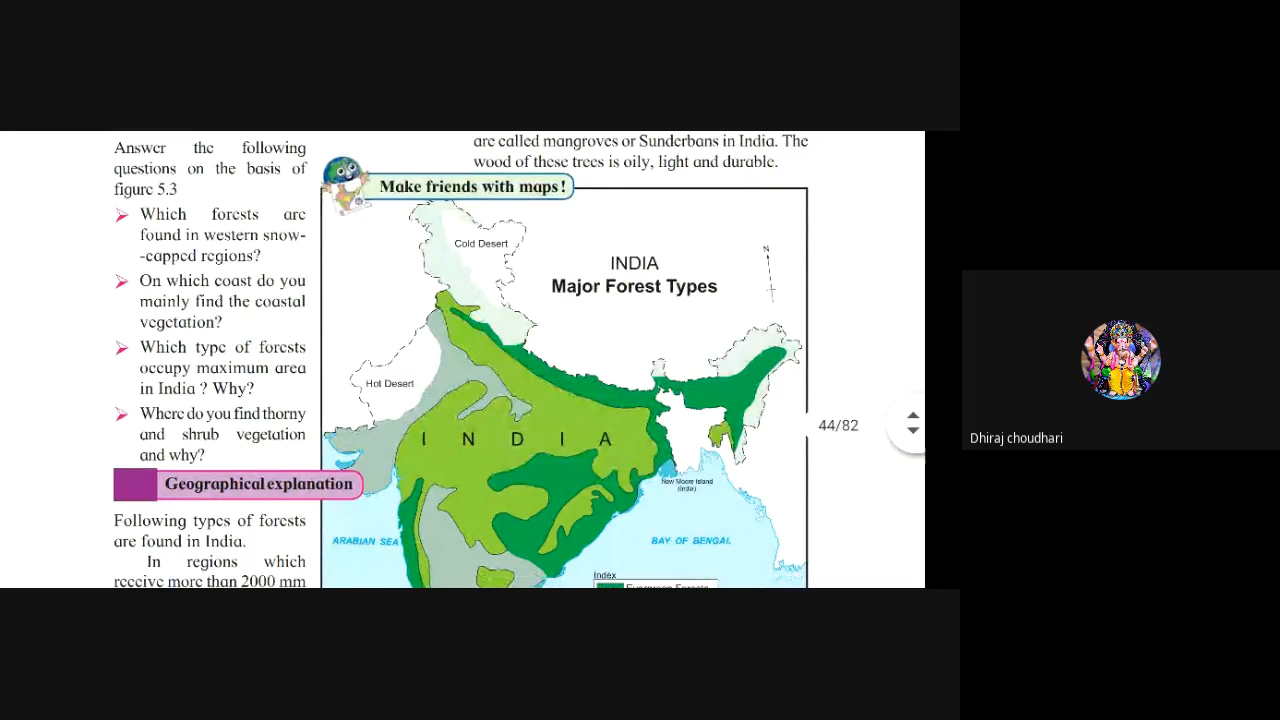 Answer the following
questions on the basis of
figure 5.3
➢ Which forests are
found in western snow-
-capped regions?
➢ On which coast do you
mainly find the coastal
vegetation?
➢ Which type of forests
occupy maximum area
in India ? Why?
➢ Where do you find thorny
and shrub vegetation
and why?
Geographical explanation
Following types of forests
are found in India.
In regions which
receive more than 2000 mm
are called mangroves or Sunderbans in India. The
wood of these trees is oily, light and durable.
Make friends with maps!
Cold Desert
N
INDIA
Major Forest Types
Hot Desert
I N D I A
New Moore Island
(India)
ARABIAN SEA
BAY OF BENGAL
Index
Evergreen Forests
44/82
Dhiraj choudhari